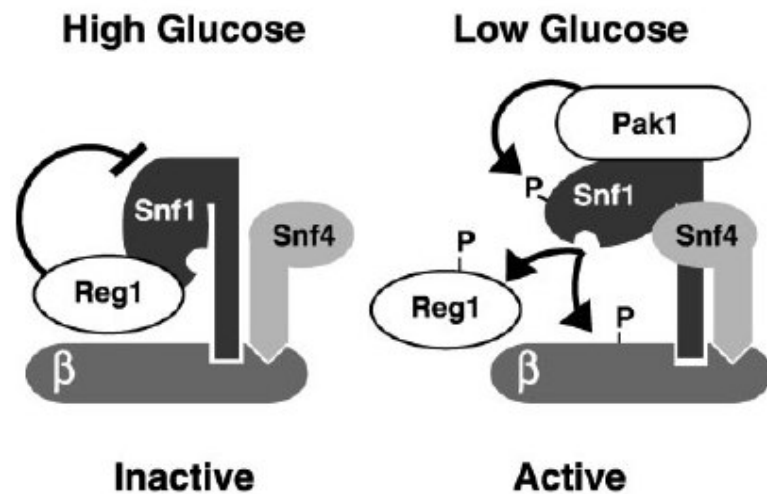 High Glucose
Low Glucose
Pak1
P
Snf1
Snf1
Snf4
Snf4
P
Reg1
Reg1
P
β
β
Inactive
Active